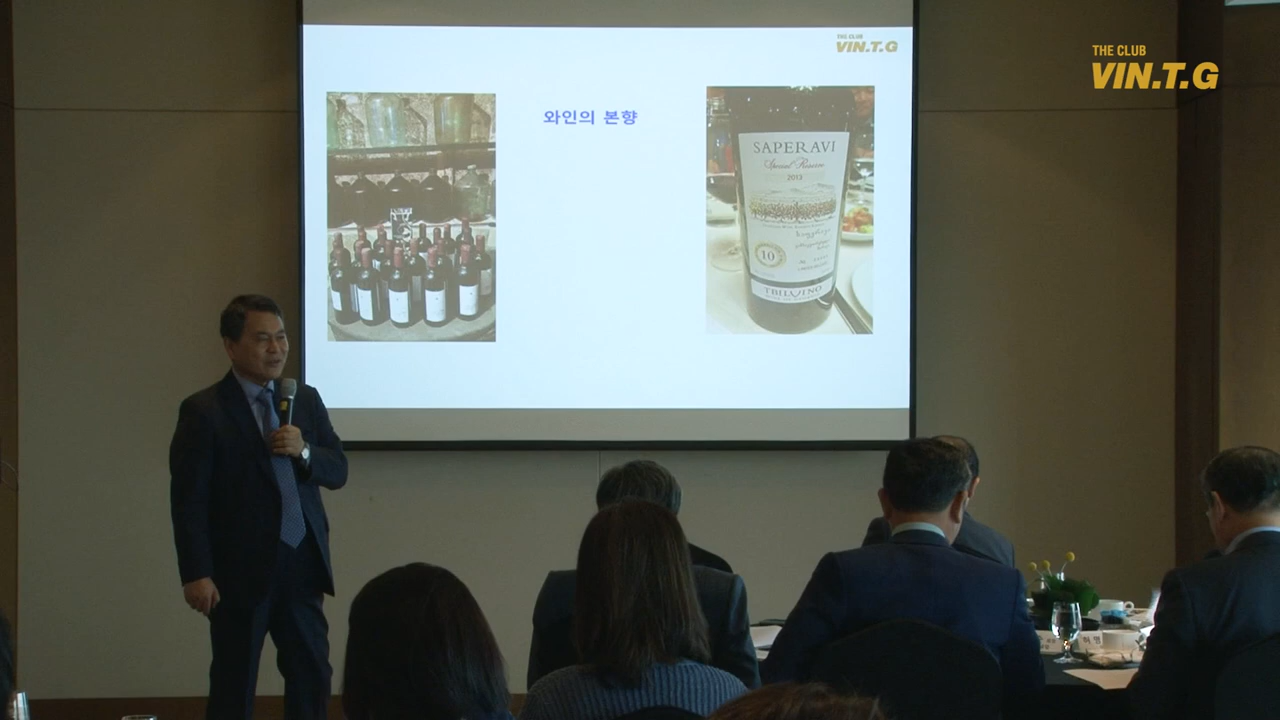 THE CLUB
VIN.T.G
THE CLUB
VIN.T.G
와인의 본향
SAPERAVI
Special Reserve
2013
10
TBILVINO